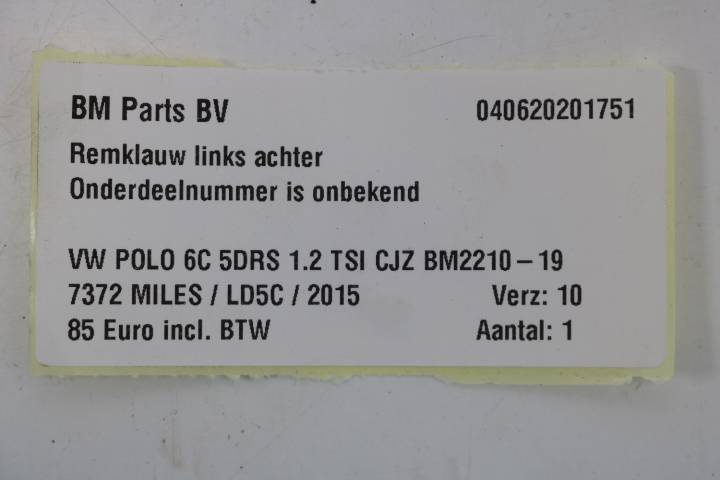 BM Parts BV 040620201751
Remklauw links achter
Onderdeelnummer is onbekend
VW POLO 6C 5DRS 1.2 TSI CJZ BM2210-19
7372 MILES / LD5C / 2015 Verz: 10
85 Euro incl. BTW Aantal: 1